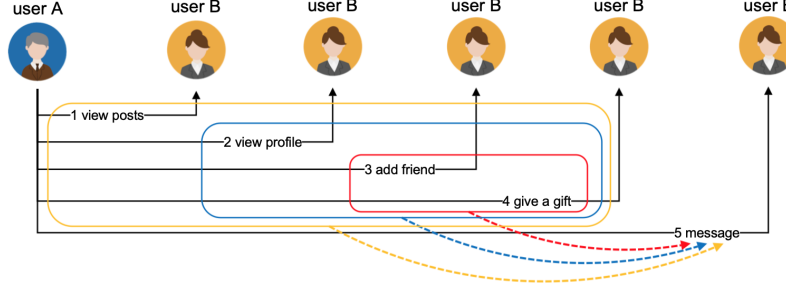 user A
user B
user B
user B
user B
user B
1 view posts
2 view profile
3 add friend
4 give a gift
5 message